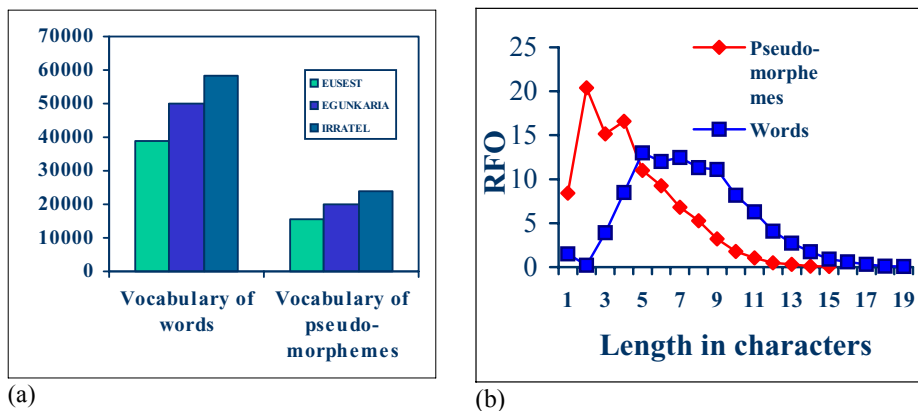 70000
60000
50000
40000
30000
20000
10000
0
EUSEST
EGUNKARIA
IRRATEL
Vocabulary of
words
Vocabulary of
pseudo-
morphemes
(a)
25
20
15
10
5
0
RFO
Pseudo-
morphe
mes
Words
1 3 5 7 9 11 13 15 17 19
Length in characters
(b)